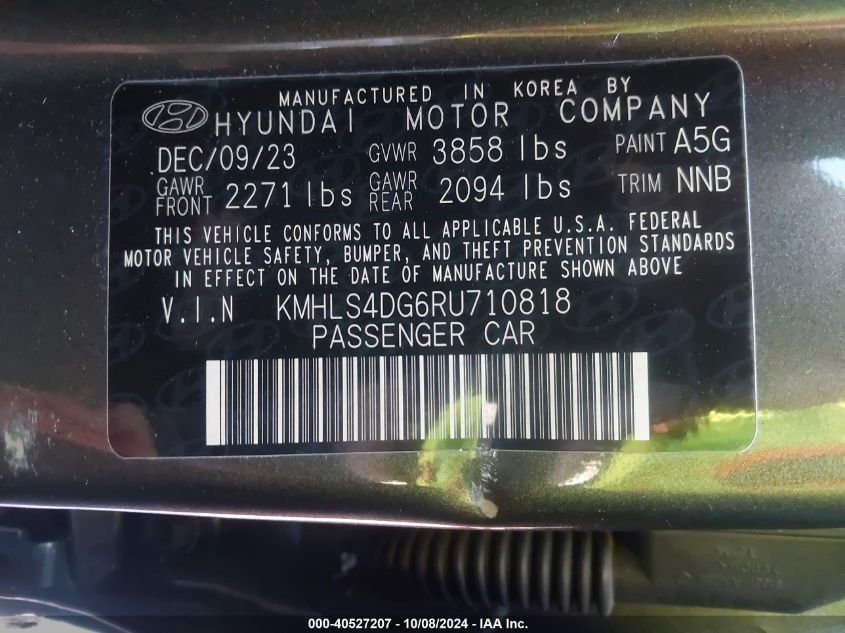 MANUFACTURED IN KOREA BY
HYUNDAI MOTOR COMPANY
DEC/09/23 GVWR 3858 lbs PAINT A5G
GAWR FRONT 2271 lbs GAWR REAR 2094 lbs TRIM NNB
THIS VEHICLE CONFORMS TO ALL APPLICABLE U.S.A. FEDERAL
MOTOR VEHICLE SAFETY, BUMPER, AND THEFT PREVENTION STANDARDS
IN EFFECT ON THE DATE OF MANUFACTURE SHOWN ABOVE
V.I.N KMHLS4DG6RU710818
PASSENGER CAR
000-40527207 - 10/08/2024 - IAA Inc.